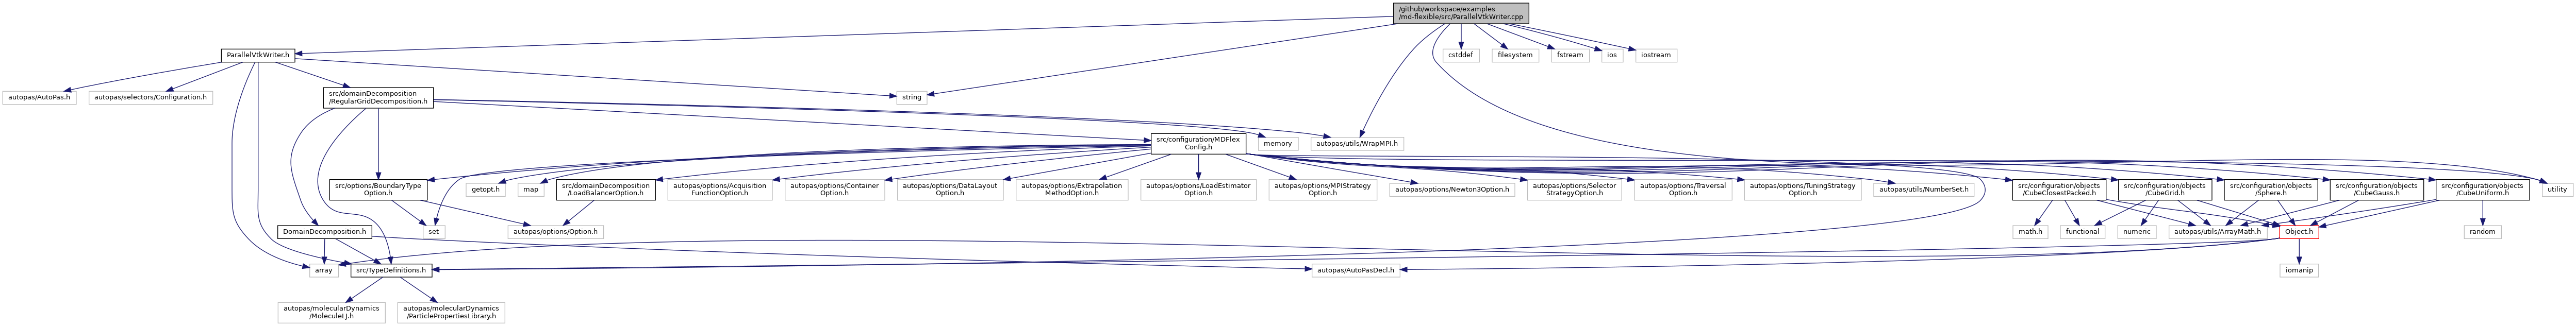 /github/workspace/examples
/md-flexible/src/ParallelVtkWriter.cpp
ParallelVtkWriter.h
cstddef
filesystem
fstream
ios
iostream
autopas/AutoPas.h
autopas/selectors/Configuration.h
src/domainDecomposition
/RegularGridDecomposition.h
string
src/configuration/MDFlex
Config.h
memory
autopas/utils/WrapMPI.h
src/options/BoundaryType
Option.h
getopt.h
map
src/domainDecomposition
/LoadBalancerOption.h
autopas/options/Acquisition
FunctionOption.h
autopas/options/Container
Option.h
autopas/options/DataLayout
Option.h
autopas/options/Extrapolation
MethodOption.h
autopas/options/LoadEstimator
Option.h
autopas/options/MPIStrategy
Option.h
autopas/options/Newton3Option.h
autopas/options/Selector
StrategyOption.h
autopas/options/Traversal
Option.h
autopas/options/TuningStrategy
Option.h
autopas/utils/NumberSet.h
src/configuration/objects
/CubeClosestPacked.h
src/configuration/objects
/CubeGrid.h
src/configuration/objects
/Sphere.h
src/configuration/objects
/CubeGauss.h
src/configuration/objects
/CubeUniform.h
utility
DomainDecomposition.h
set
autopas/options/Option.h
math.h
functional
numeric
autopas/utils/ArrayMath.h
Object.h
random
array
src/TypeDefinitions.h
autopas/AutoPasDecl.h
iomanip
autopas/molecularDynamics
/MoleculeLJ.h
autopas/molecularDynamics
/ParticlePropertiesLibrary.h